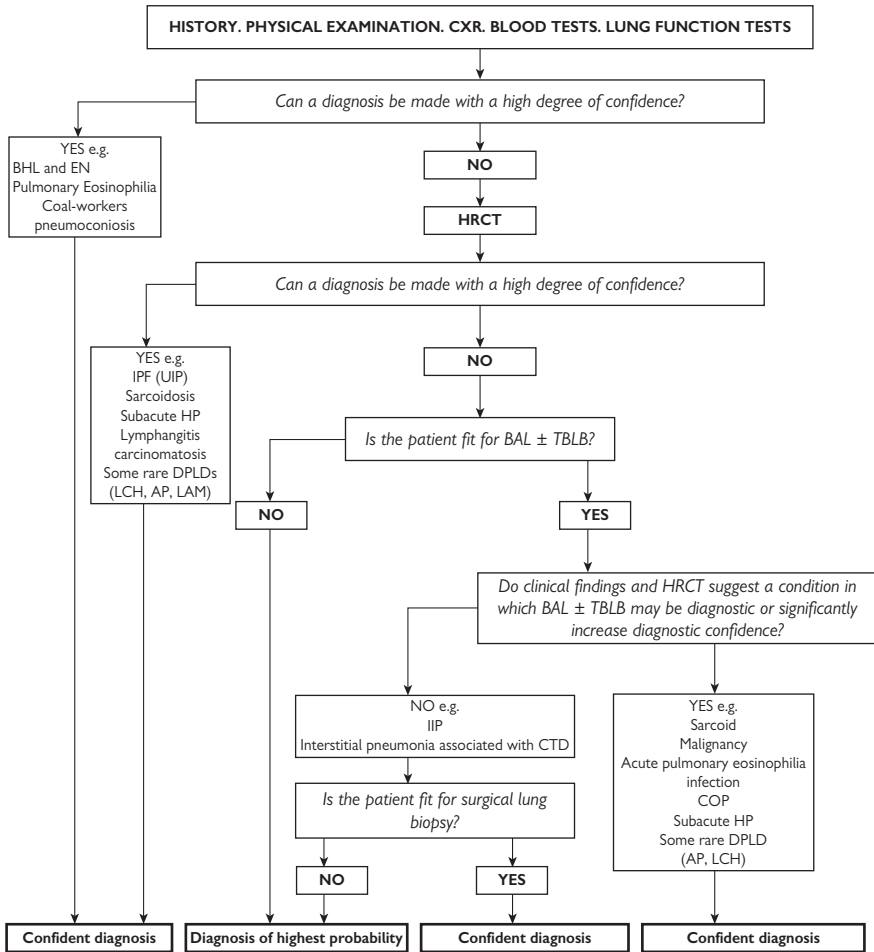 HISTORY. PHYSICAL EXAMINATION. CXR. BLOOD TESTS. LUNG FUNCTION TESTS
Can a diagnosis be made with a high degree of confidence?
YES e.g.
BHL and EN
Pulmonary Eosinophilia
Coal-workers
pneumoconiosis
NO
HRCT
Can a diagnosis be made with a high degree of confidence?
YES e.g.
IPF (UIP)
Sarcoidosis
Subacute HP
Lymphangitis
carcinomatosis
Some rare DPLDs
(LCH, AP, LAM)
NO
Is the patient fit for BAL ± TBLB?
NO
YES
Do clinical findings and HRCT suggest a condition in
which BAL ± TBLB may be diagnostic or significantly
increase diagnostic confidence?
NO e.g.
IIP
Interstitial pneumonia associated with CTD
YES e.g.
Sarcoid
Malignancy
Acute pulmonary eosinophilia
infection
COP
Subacute HP
Some rare DPLD
(AP, LCH)
Is the patient fit for surgical lung
biopsy?
NO
YES
Confident diagnosis
Diagnosis of highest probability
Confident diagnosis
Confident diagnosis